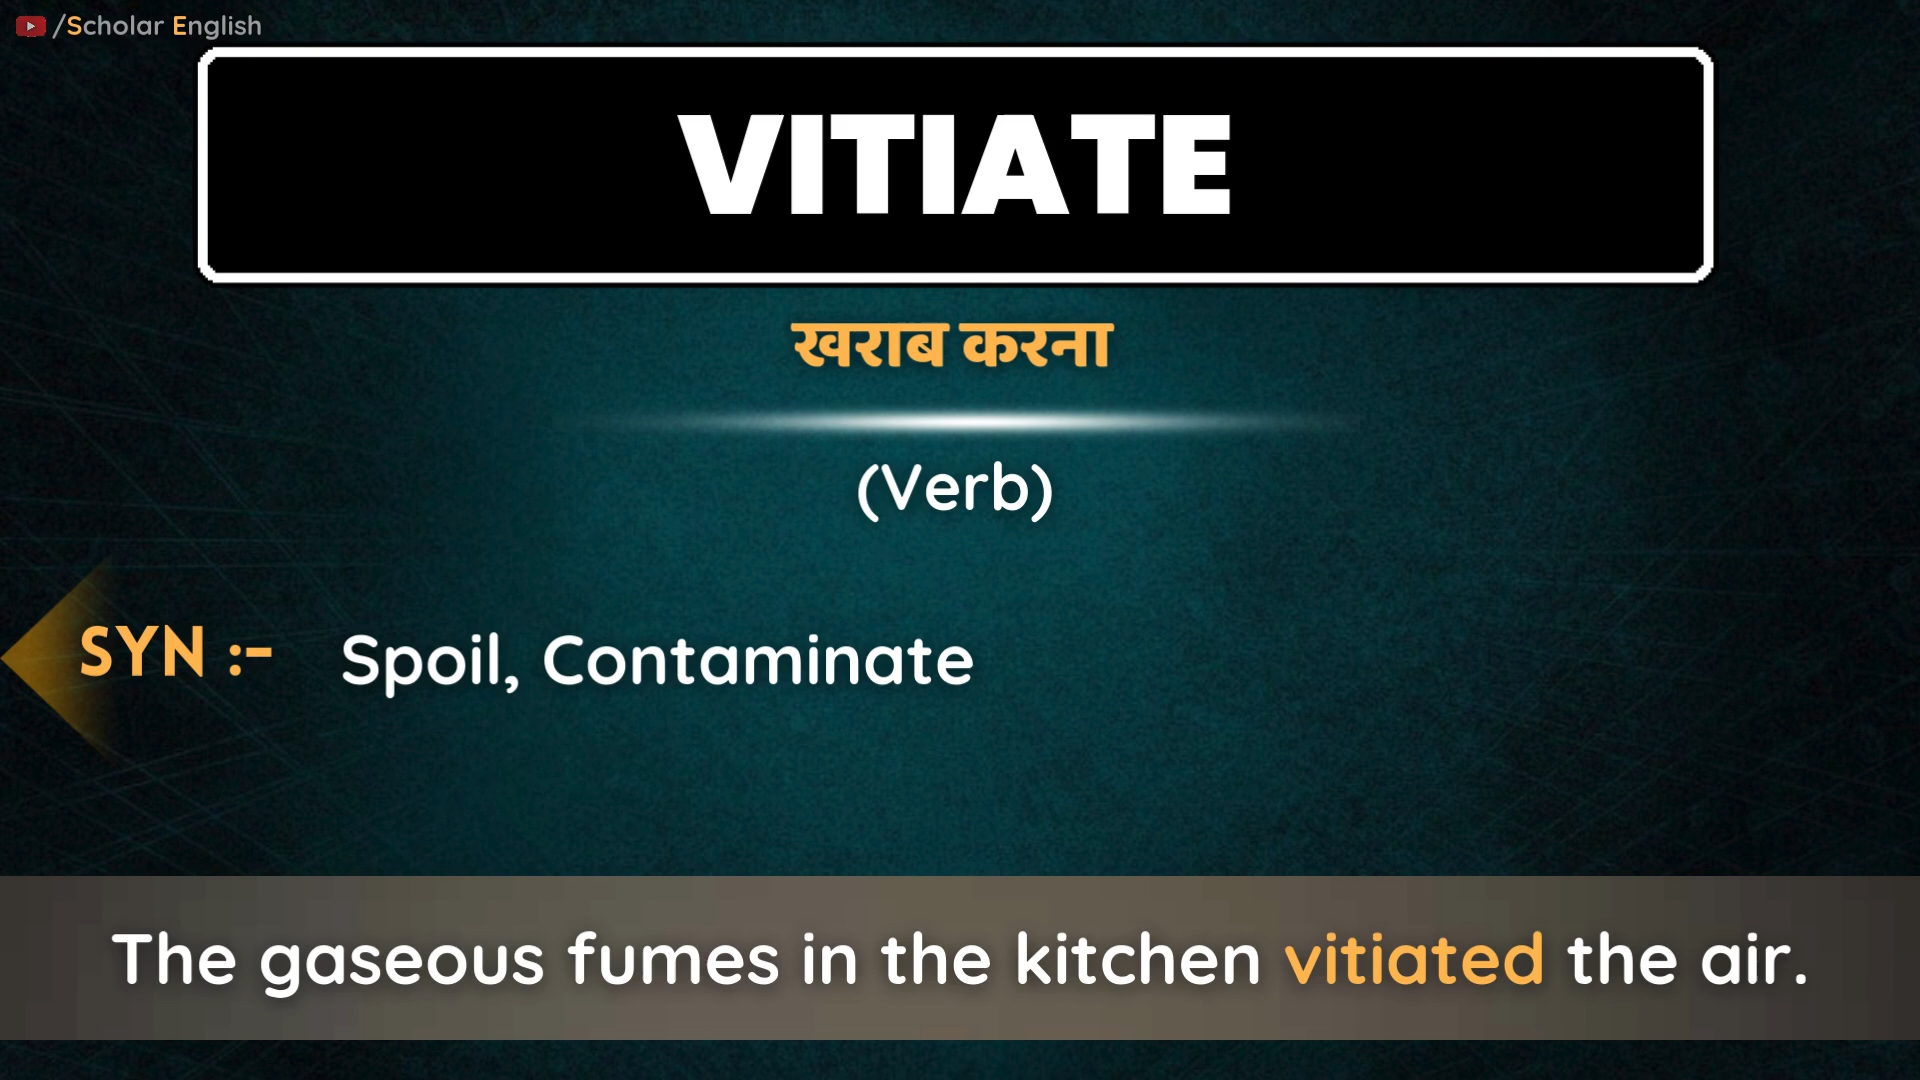 /Scholar English
VITIATE
खराब करना
(Verb)
SYN :- Spoil, Contaminate
The gaseous fumes in the kitchen vitiated the air.